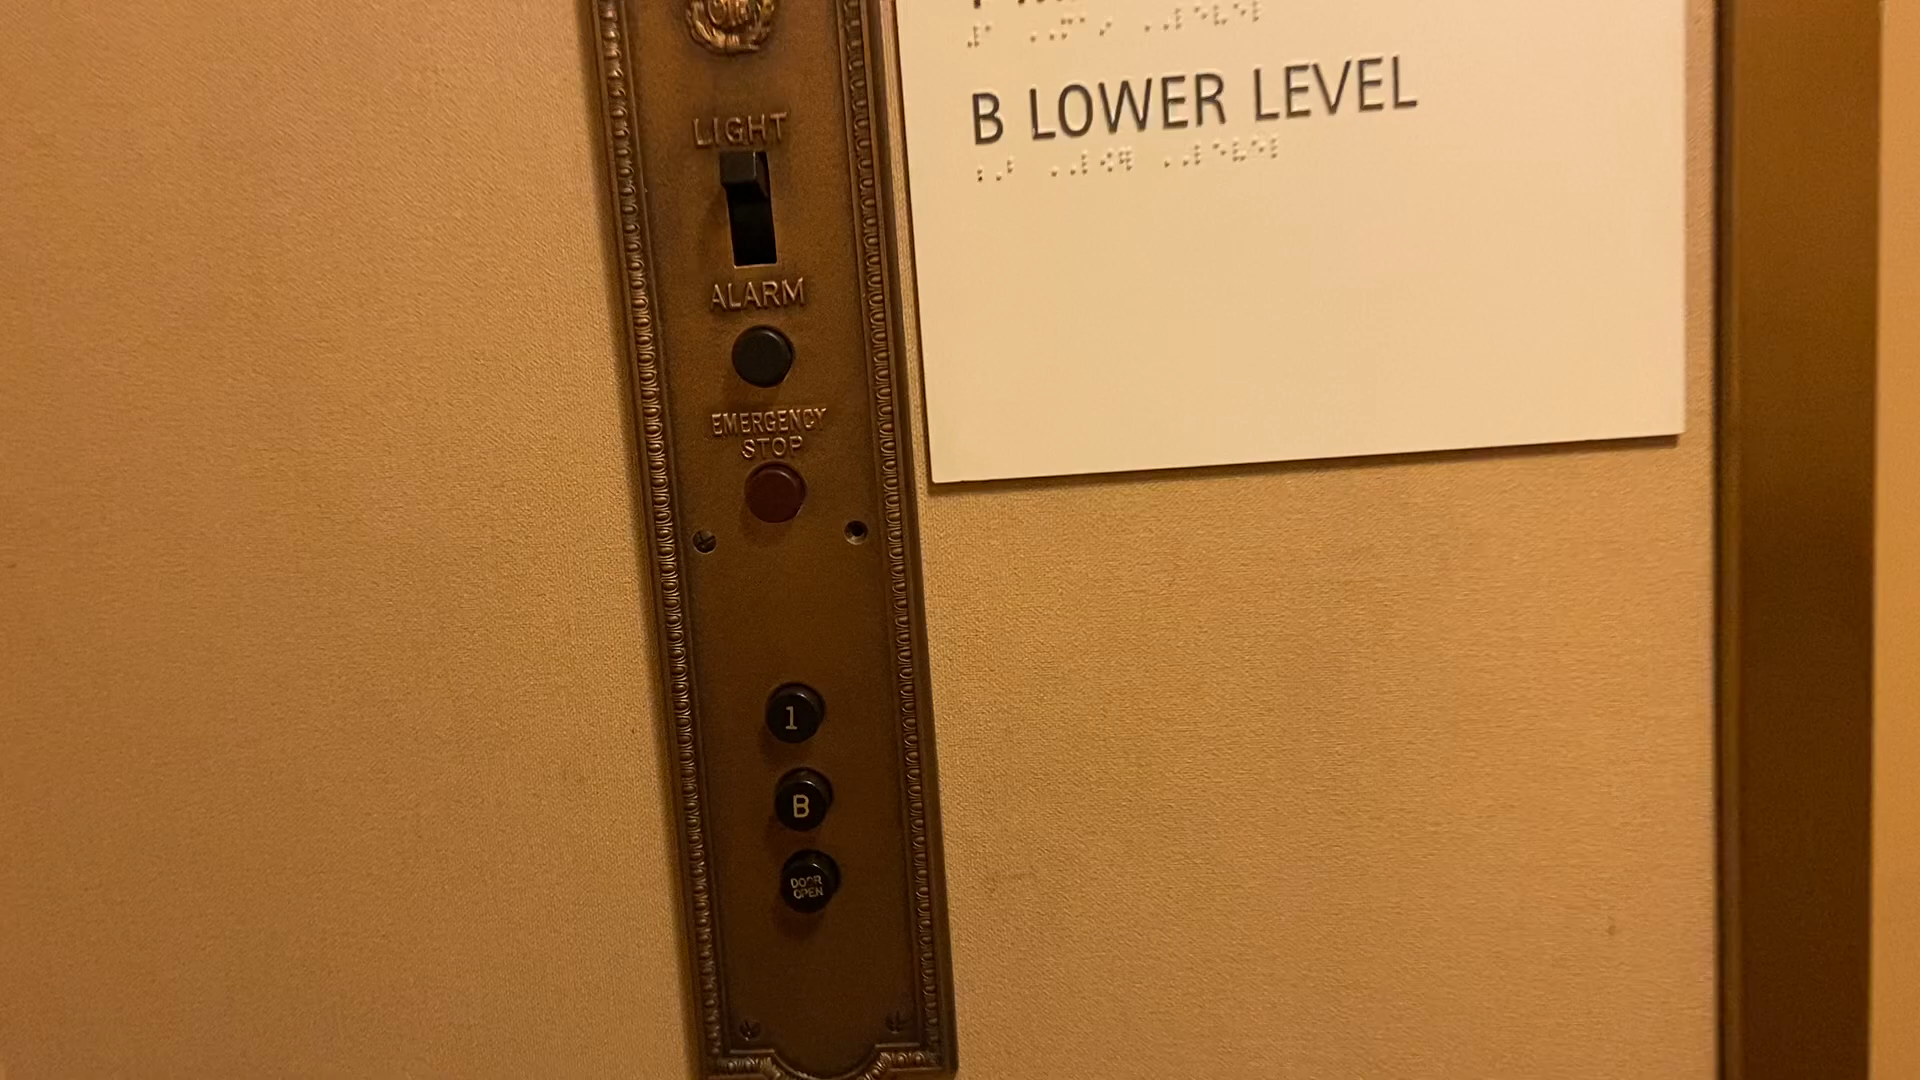 LIGHT
ALARM
EMERGENCY
STOP
1
B
DOOR
OPEN
B LOWER LEVEL